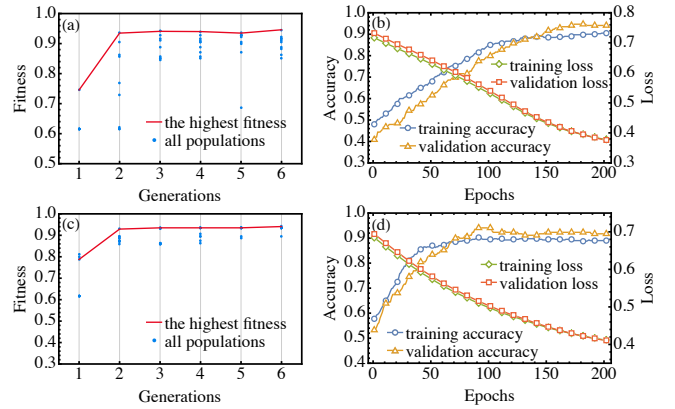 (a)
1.0
0.9
0.8
0.7
0.9
0.5
Fitness
the highest fitness
all populations
1 2 3 4 5 6
Generations
(b)
1.0
0.9
0.8
0.7
0.6
0.5
0.4
0.3
Accuracy
training loss
validation loss
training accuracy
validation accuracy
0.8
0.7
0.6
0.5
0.4
0.3
Loss
0 50 100 150 200
Epochs
(c)
1.0
0.9
0.8
0.7
0.6
0.5
0.4
0.3
Fitness
the highest fitness
all populations
1 2 3 4 5 6
Generations
(d)
1.0
0.9
0.8
0.7
0.6
0.5
0.4
Accuracy
training loss
validation loss
training accuracy
validation accuracy
0.7
0.6
0.5
0.4
Loss
0 50 100 150 200
Epochs